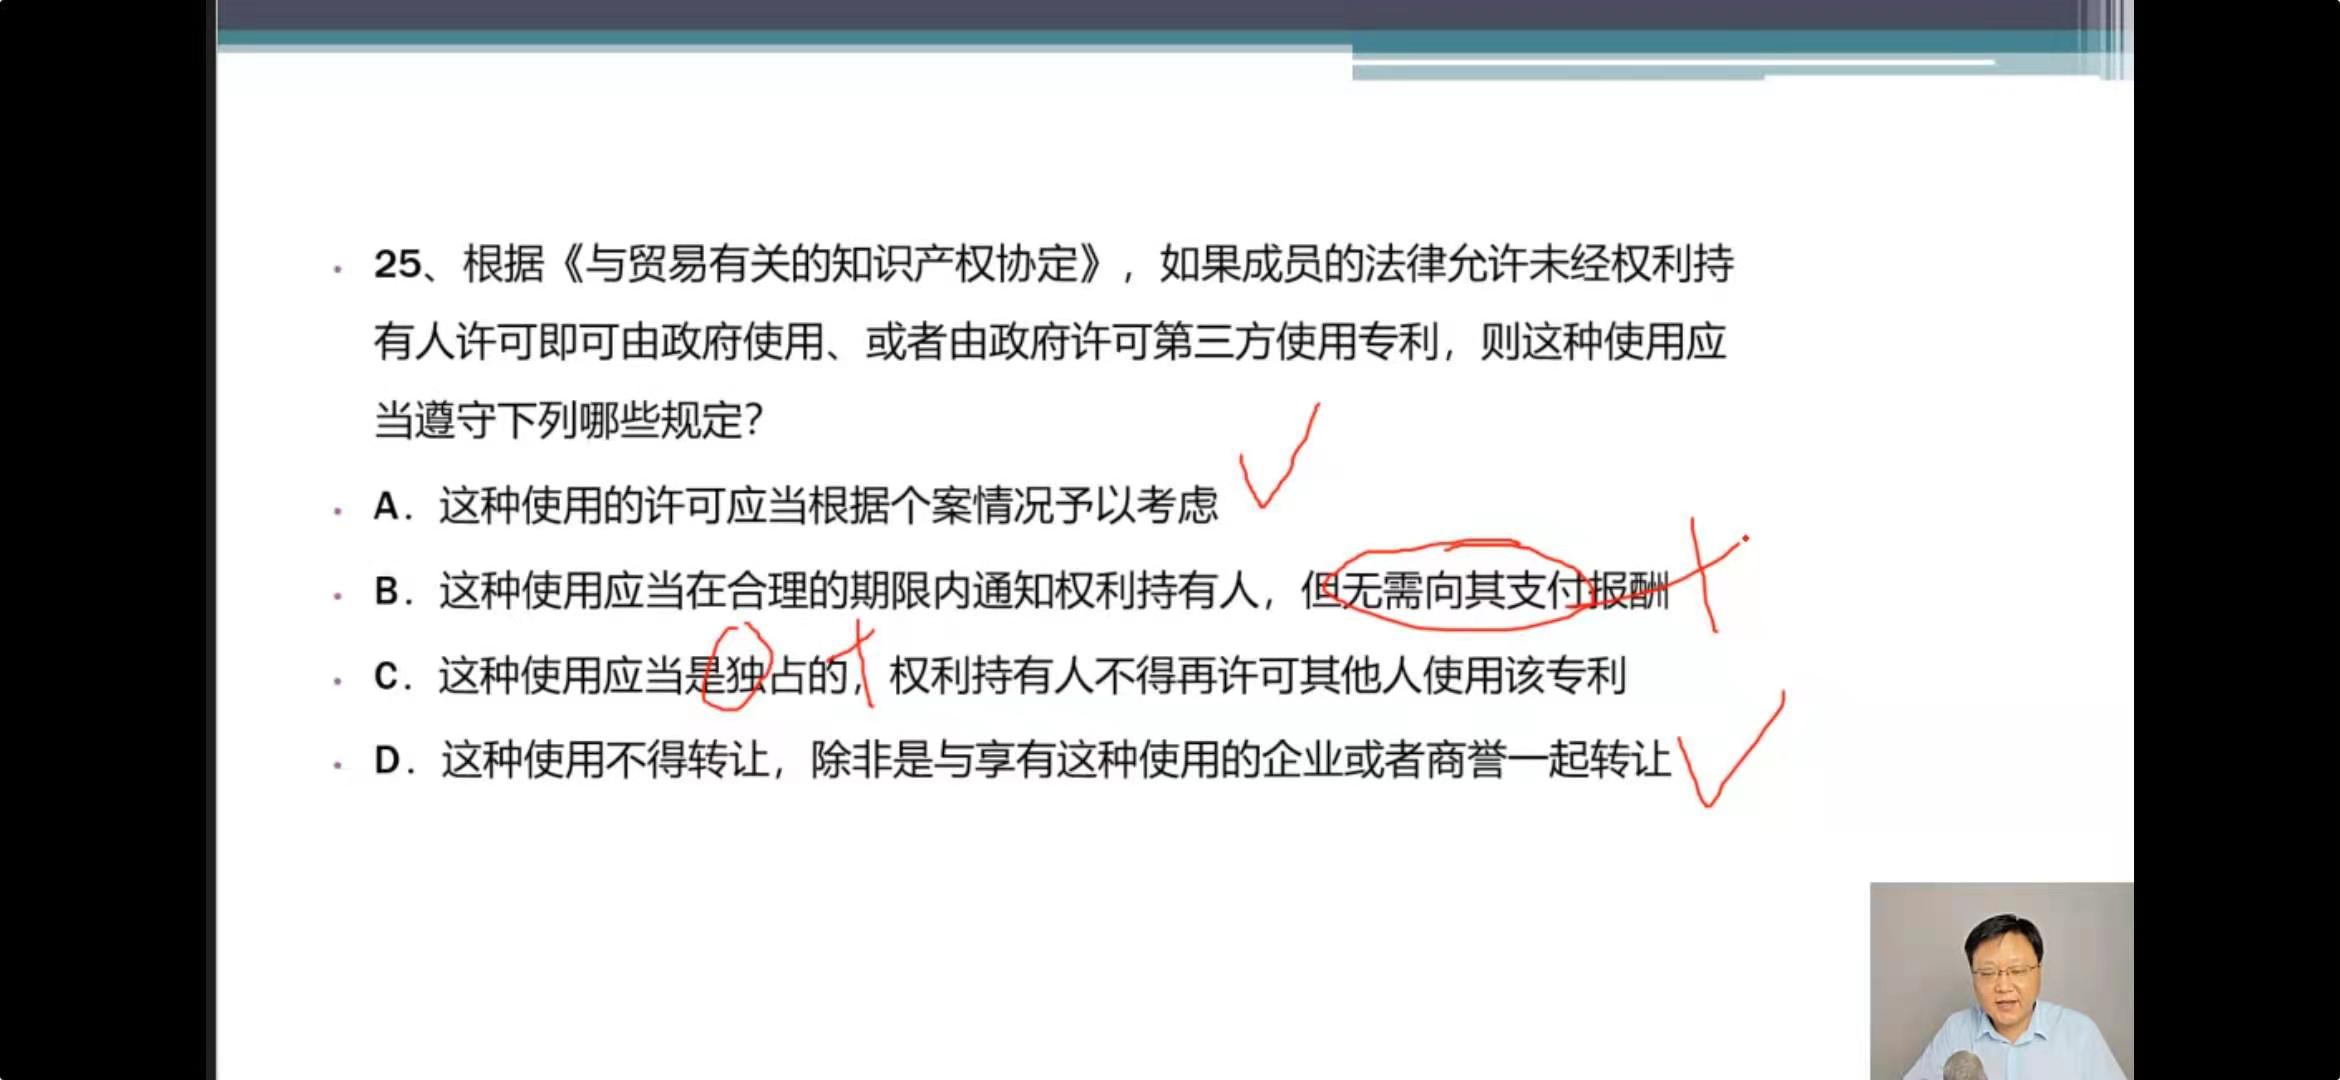 25、根据《与贸易有关的知识产权协定》，如果成员的法律允许未经权利持
有人许可即可由政府使用、或者由政府许可第三方使用专利，则这种使用应
当遵守下列哪些规定？
A. 这种使用的许可应当根据个案情况予以考虑
B. 这种使用应当在合理的期限内通知权利持有人，但无需向其支付报酬
C. 这种使用应当是独占的，权利持有人不得再许可其他人使用该专利
D. 这种使用不得转让，除非是与享有这种使用的企业或者商誉一起转让